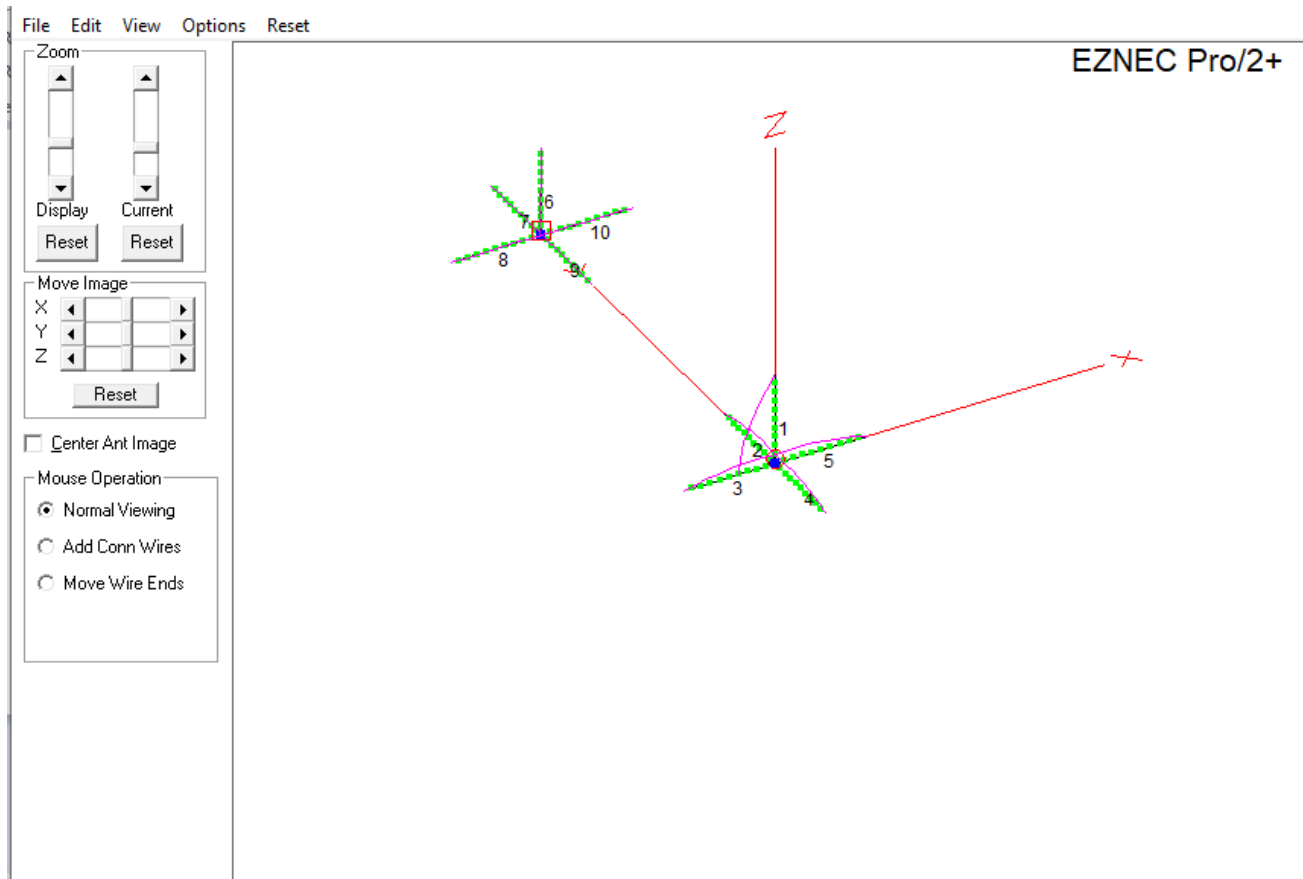 File Edit View Options Reset
EZNEC Pro/2+
Zoom
Display Current
Reset Reset
Move Image
X
Y
Z
Reset
Center Ant Image
Mouse Operation
Normal Viewing
Add Conn Wires
Move Wire Ends
Z
6
7
10
8
9
X
1
2
5
3
4